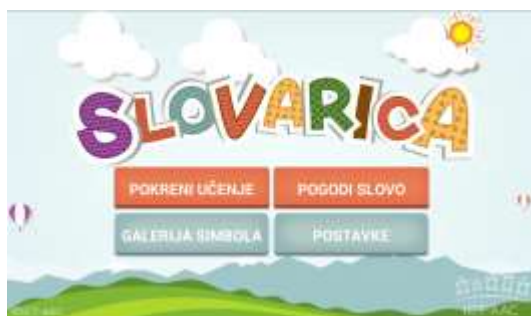 SLOVARICA
POKRENI UČENJE POGODI SLOVO
GALERIJA SIMBOLA POSTAVKE